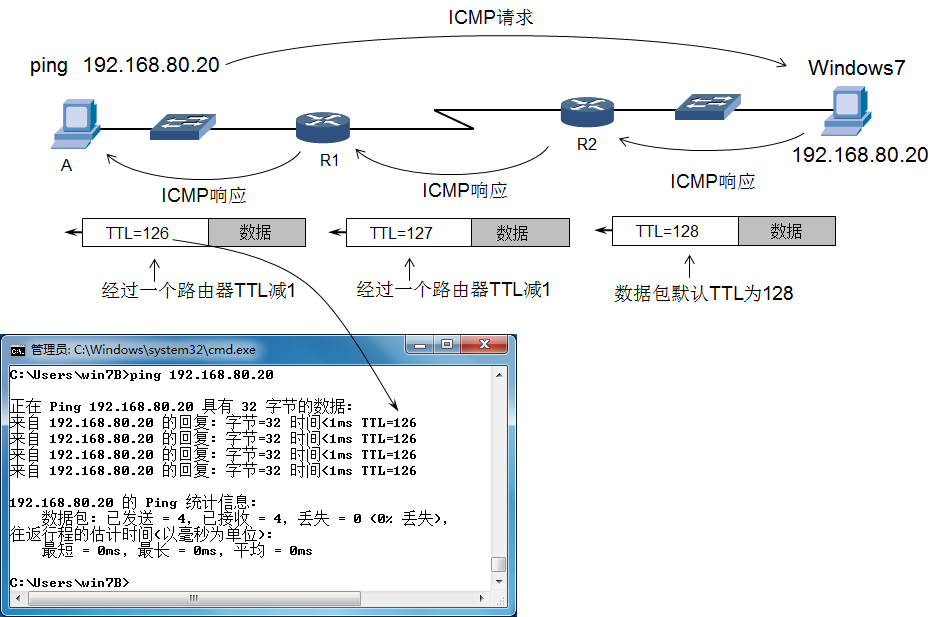 ICMP请求
ping 192.168.80.20
Windows7
R1
R2
A
192.168.80.20
ICMP响应
ICMP响应
ICMP响应
TTL=126 数据
TTL=127 数据
TTL=128 数据
经过一个路由器TTL减1
经过一个路由器TTL减1
数据包默认TTL为128
管理员: C:\Windows\system32\cmd.exe
C:\Users\win7B>ping 192.168.80.20
正在 Ping 192.168.80.20 具有 32 字节的数据:
来自 192.168.80.20 的回复: 字节=32 时间<1ms TTL=126
来自 192.168.80.20 的回复: 字节=32 时间<1ms TTL=126
来自 192.168.80.20 的回复: 字节=32 时间<1ms TTL=126
来自 192.168.80.20 的回复: 字节=32 时间<1ms TTL=126
192.168.80.20 的 Ping 统计信息:
数据包: 已发送 = 4, 已接收 = 4, 丢失 = 0 (0% 丢失),
往返行程的估计时间(以毫秒为单位):
最短 = 0ms, 最长 = 0ms, 平均 = 0ms
C:\Users\win7B>